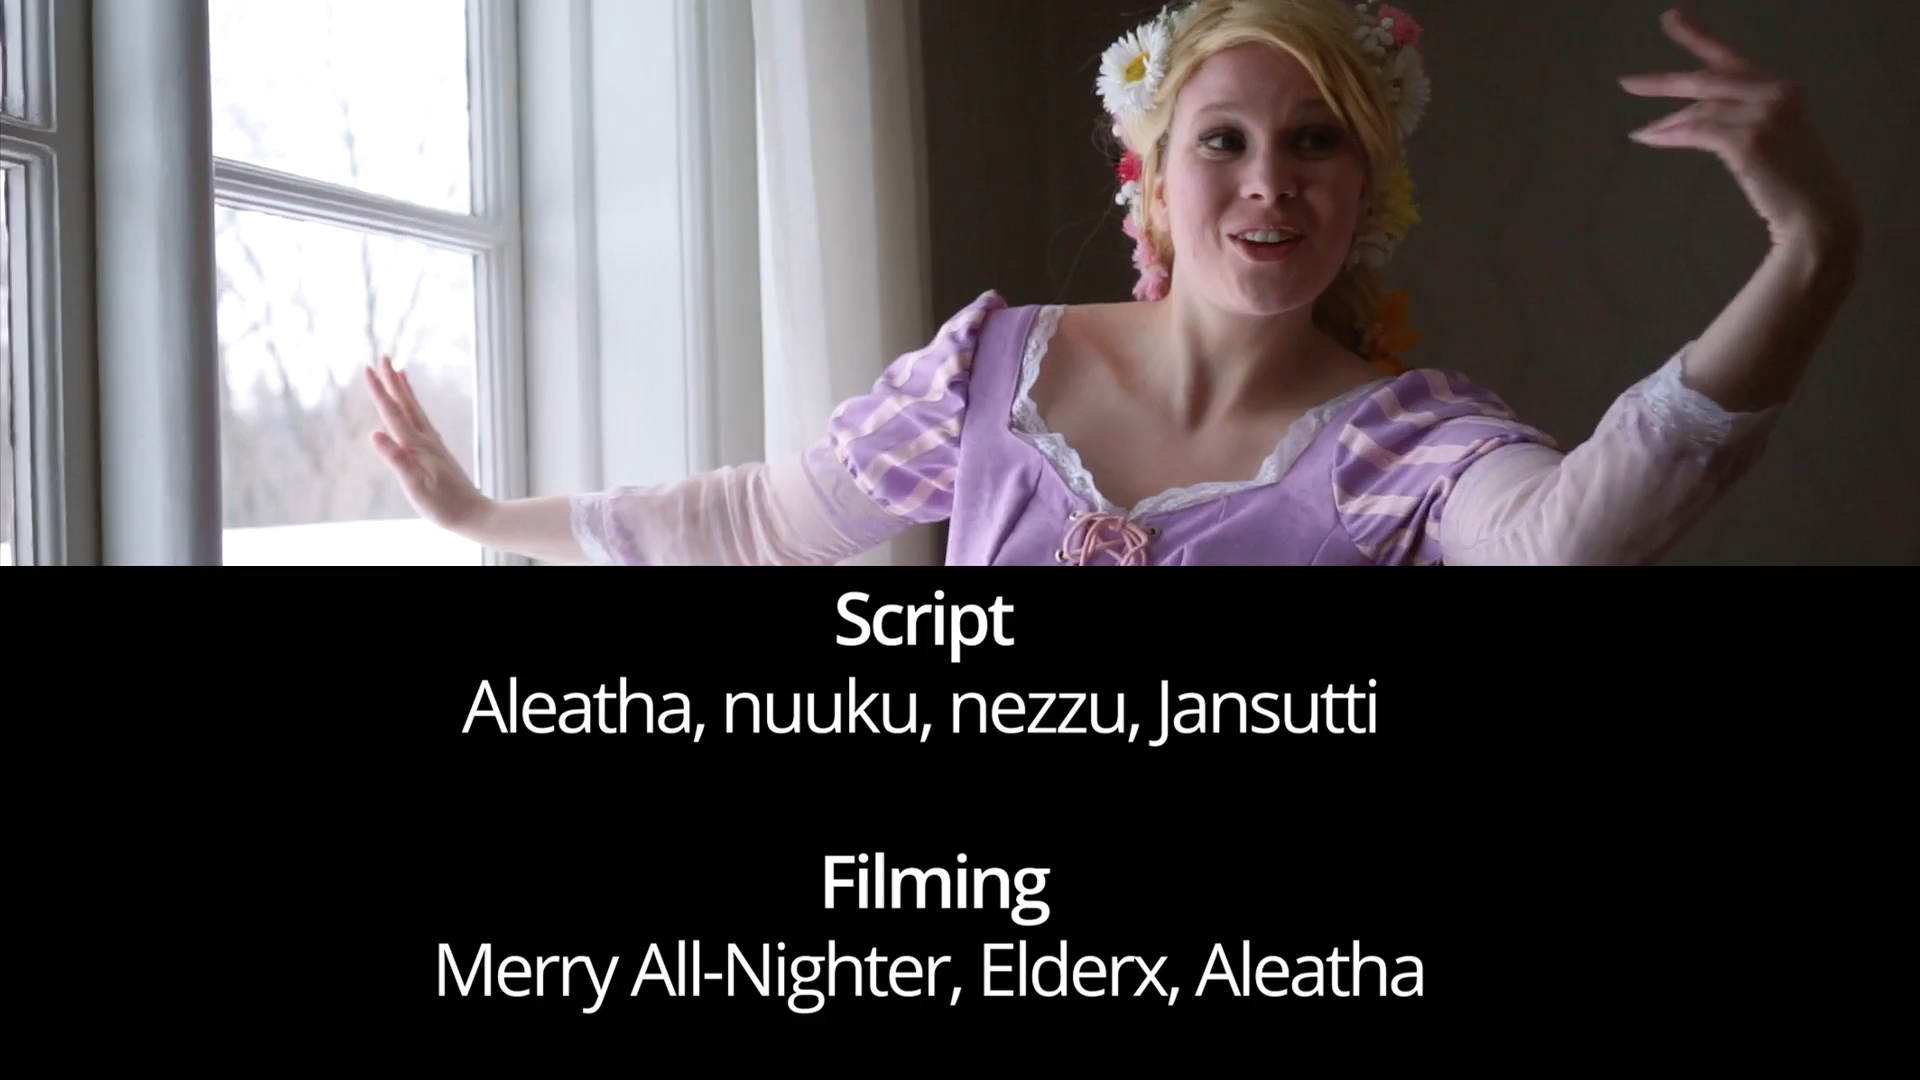 Script
Aleatha, nuuku, nezzu, Jansutti
Filming
Merry All-Nighter, Elderx, Aleatha